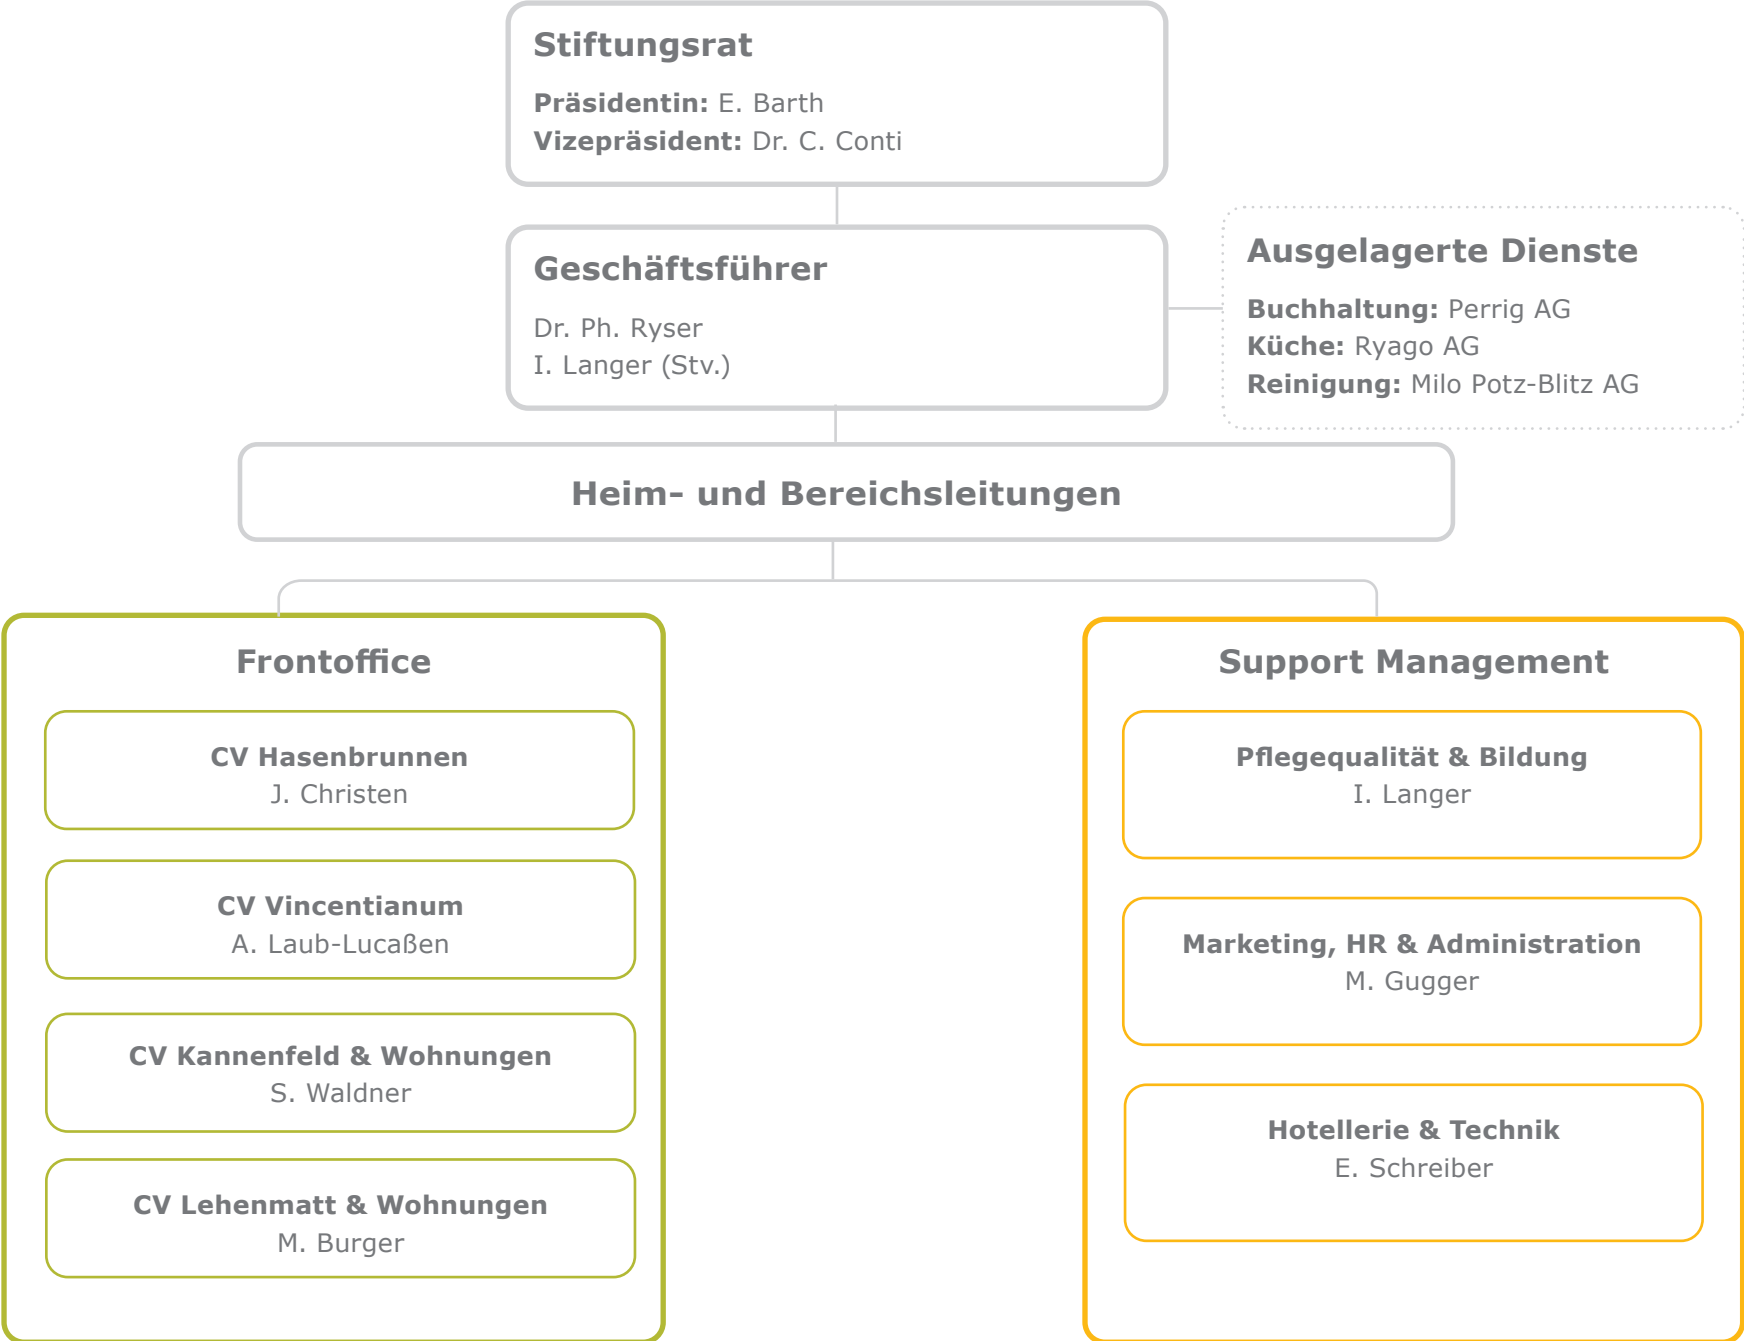 Stiftungsrat
Präsidentin: E. Barth
Vizepräsident: Dr. C. Conti
Geschäftsführer
Dr. Ph. Ryser
I. Langer (Stv.)
Ausgelagerte Dienste
Buchhaltung: Perrig AG
Küche: Ryago AG
Reinigung: Milo Potz-Blitz AG
Heim- und Bereichsleitungen
Frontoffice
CV Hasenbrunnen
J. Christen
CV Vincentianum
A. Laub-Lucaßen
CV Kannenfeld & Wohnungen
S. Waldner
CV Lehenmatt & Wohnungen
M. Burger
Support Management
Pflegequalität & Bildung
I. Langer
Marketing, HR & Administration
M. Gugger
Hotellerie & Technik
E. Schreiber